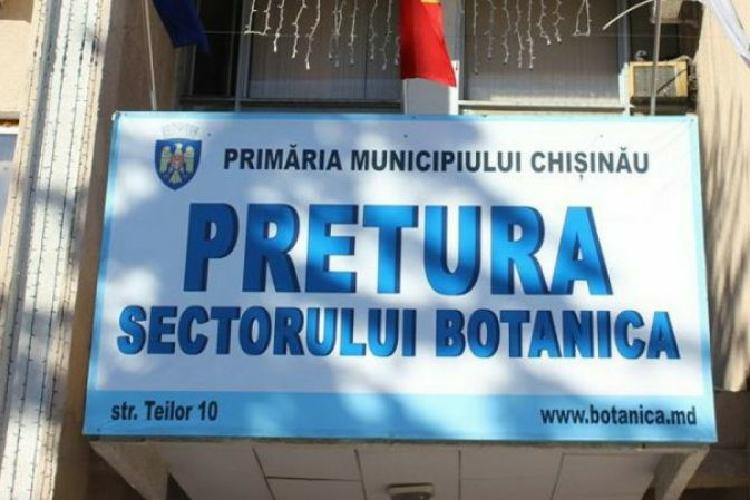 PRIMĂRIA MUNICIPIULUI CHIȘINĂU
PRETURA
SECTORULUI BOTANICA
str. Teilor 10
www.botanica.md